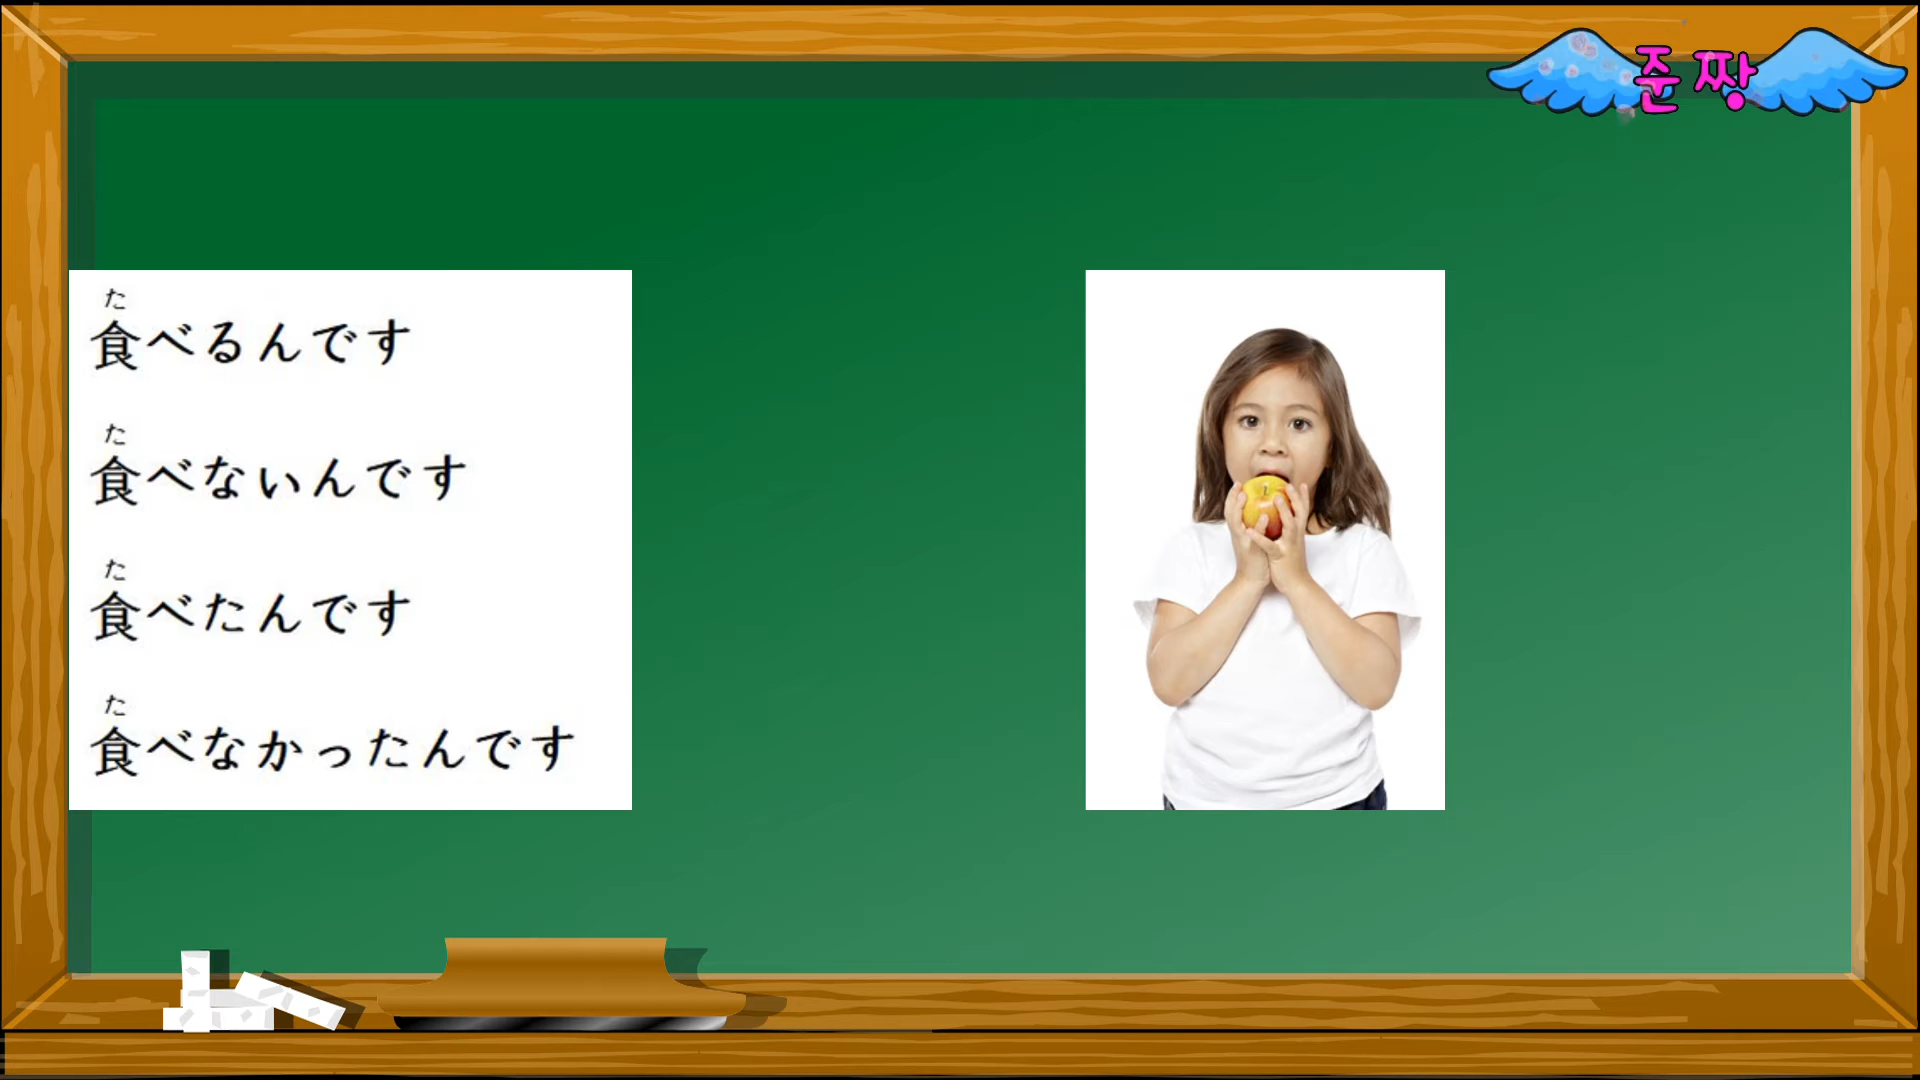 준짱
た
食べるんです
た
食べないんです
た
食べたんです
た
食べなかったんです